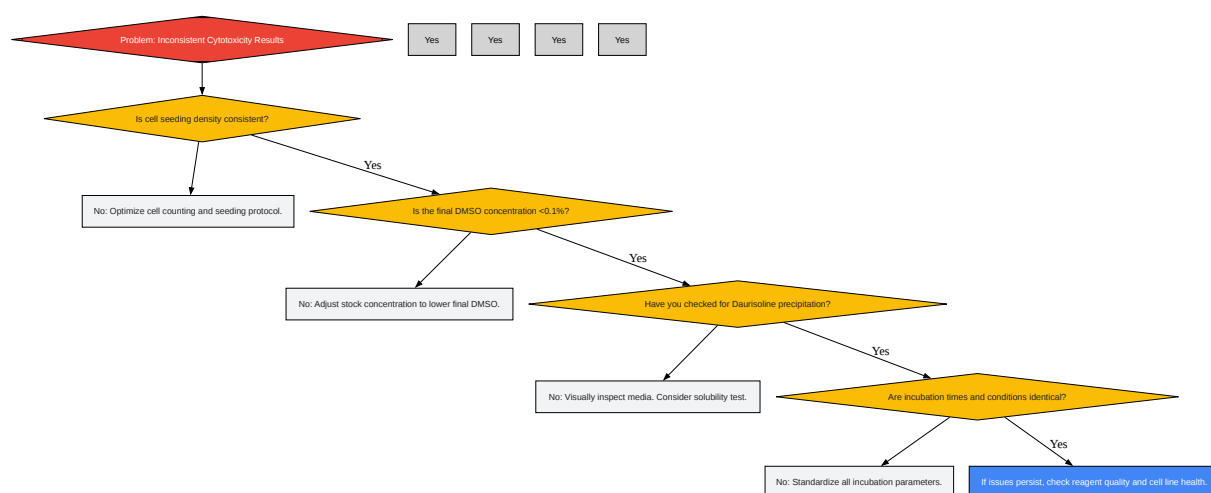 Problem: Inconsistent Cytotoxicity Results
Yes
Yes
Yes
Yes
Is cell seeding density consistent?
Yes
No: Optimize cell counting and seeding protocol.
Is the final DMSO concentration <0.1%?
Yes
No: Adjust stock concentration to lower final DMSO.
Have you checked for Daurisoline precipitation?
Yes
No: Visually inspect media. Consider solubility test.
Are incubation times and conditions identical?
Yes
No: Standardize all incubation parameters.
If issues persist, check reagent quality and cell line health.